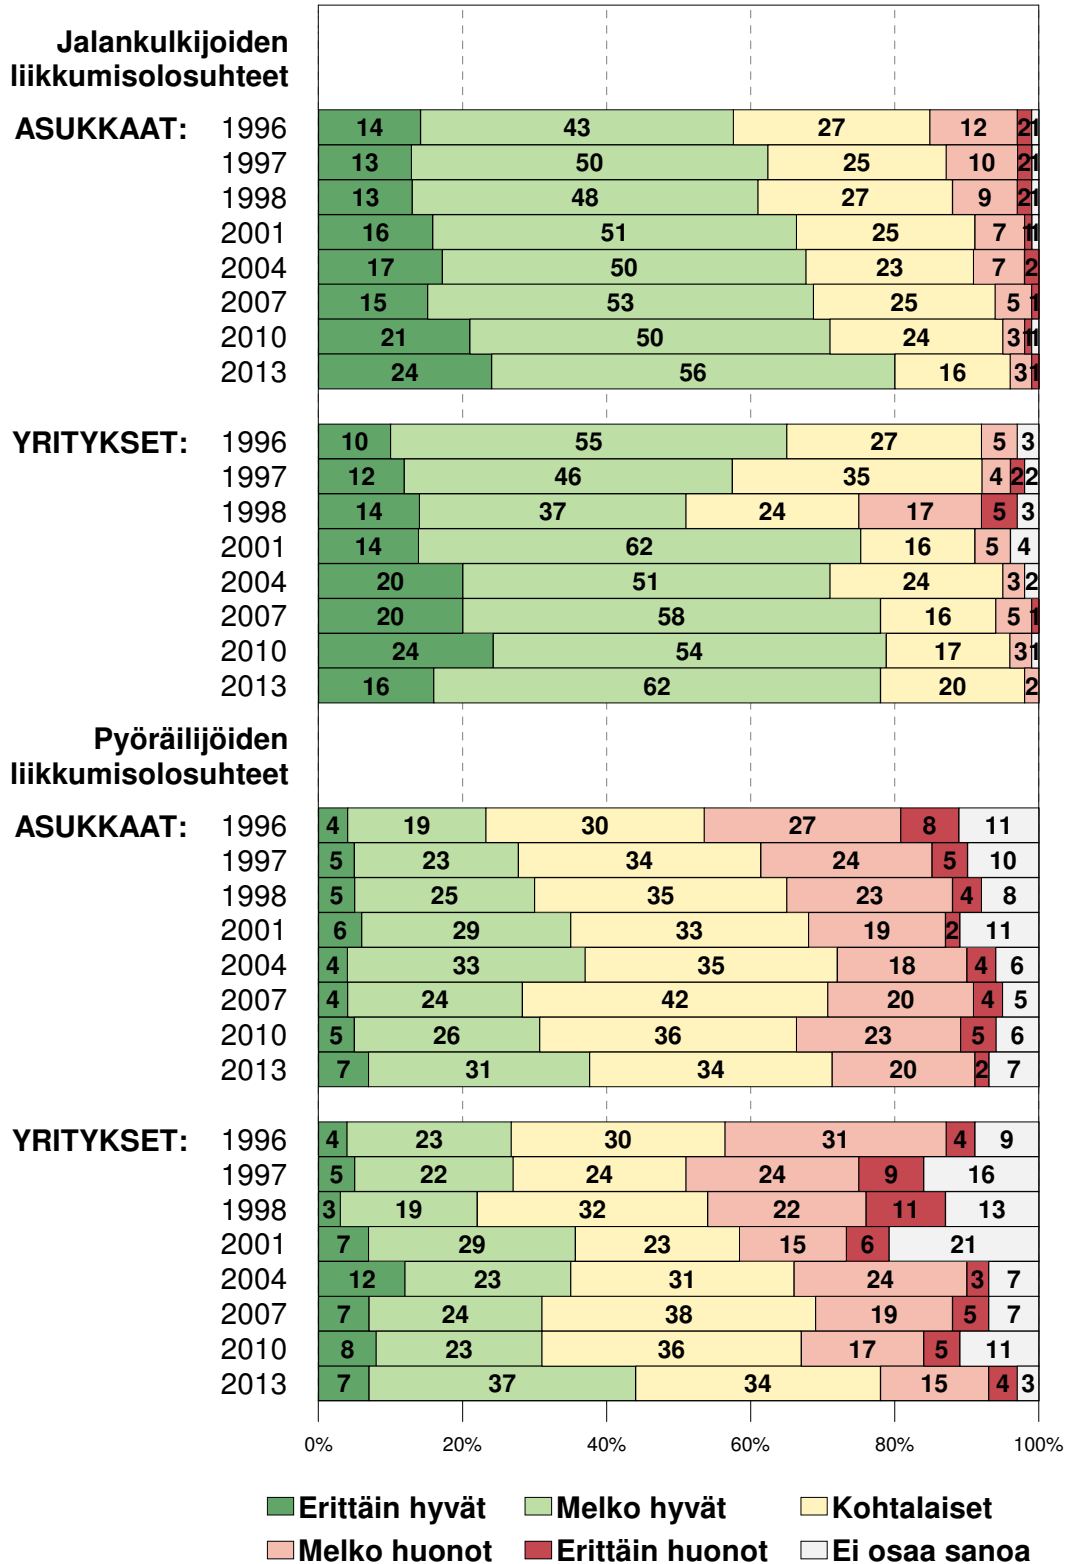 Jalankulkijoiden
liikkumisolosuhteet
ASUKKAAT: 1996 14 43 27 12 2 1
1997 13 50 25 10 2 1
1998 13 48 27 9 2 1
2001 16 51 25 7 1 1
2004 17 50 23 7 2
2007 15 53 25 5 1
2010 21 50 24 3 1 1
2013 24 56 16 3 1
YRITYKSET: 1996 10 55 27 5 3
1997 12 46 35 4 2 2
1998 14 37 24 17 5 3
2001 14 62 16 5 4
2004 20 51 24 3 2
2007 20 58 16 5 1
2010 24 54 17 3 1
2013 16 62 20 2
Pyöräilijöiden
liikkumisolosuhteet
ASUKKAAT: 1996 4 19 30 27 8 11
1997 5 23 34 24 5 10
1998 5 25 35 23 4 8
2001 6 29 33 19 2 11
2004 4 33 35 18 4 6
2007 4 24 42 20 4 5
2010 5 26 36 23 5 6
2013 7 31 34 20 2 7
YRITYKSET: 1996 4 23 30 31 4 9
1997 5 22 24 24 9 16
1998 3 19 32 22 11 13
2001 7 29 23 15 6 21
2004 12 23 31 24 3 7
2007 7 24 38 19 5 7
2010 8 23 36 17 5 11
2013 7 37 34 15 4 3
0% 20% 40% 60% 80% 100%
Erittäin hyvät Melko hyvät Kohtalaiset
Melko huonot Erittäin huonot Ei osaa sanoa